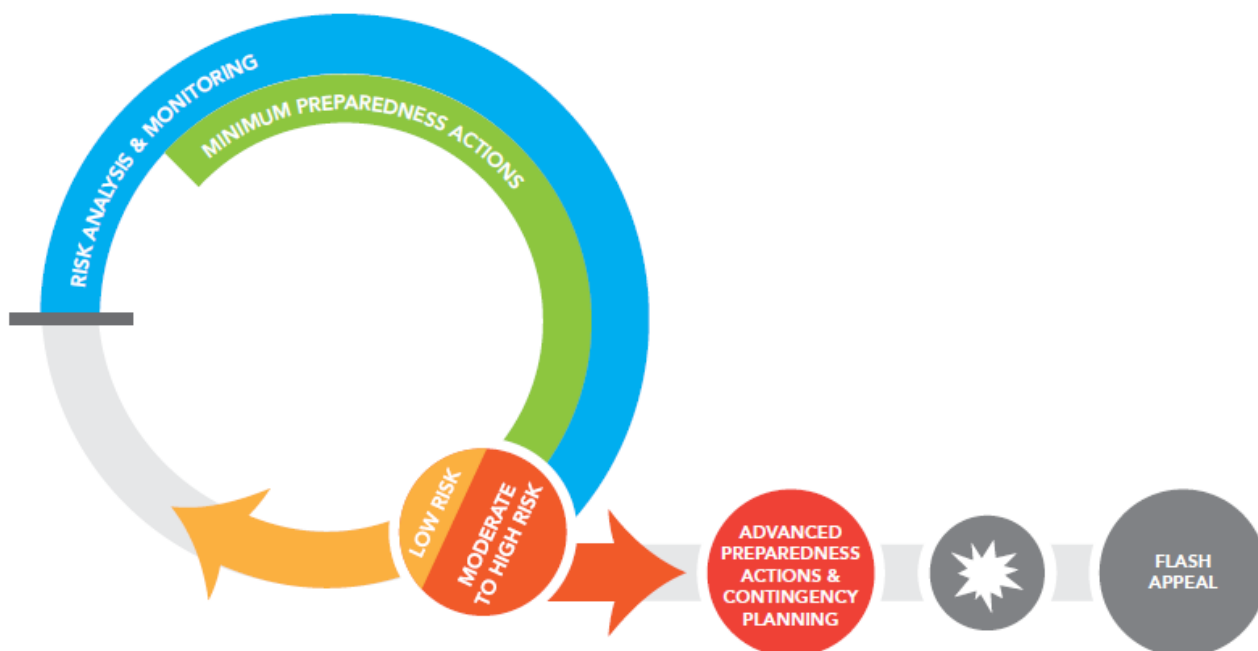 RISK ANALYSIS & MONITORING
MINIMUM PREPAREDNESS ACTIONS
LOW RISK
MODERATE
TO HIGH RISK
ADVANCED
PREPAREDNESS
ACTIONS &
CONTINGENCY
PLANNING
FLASH
APPEAL